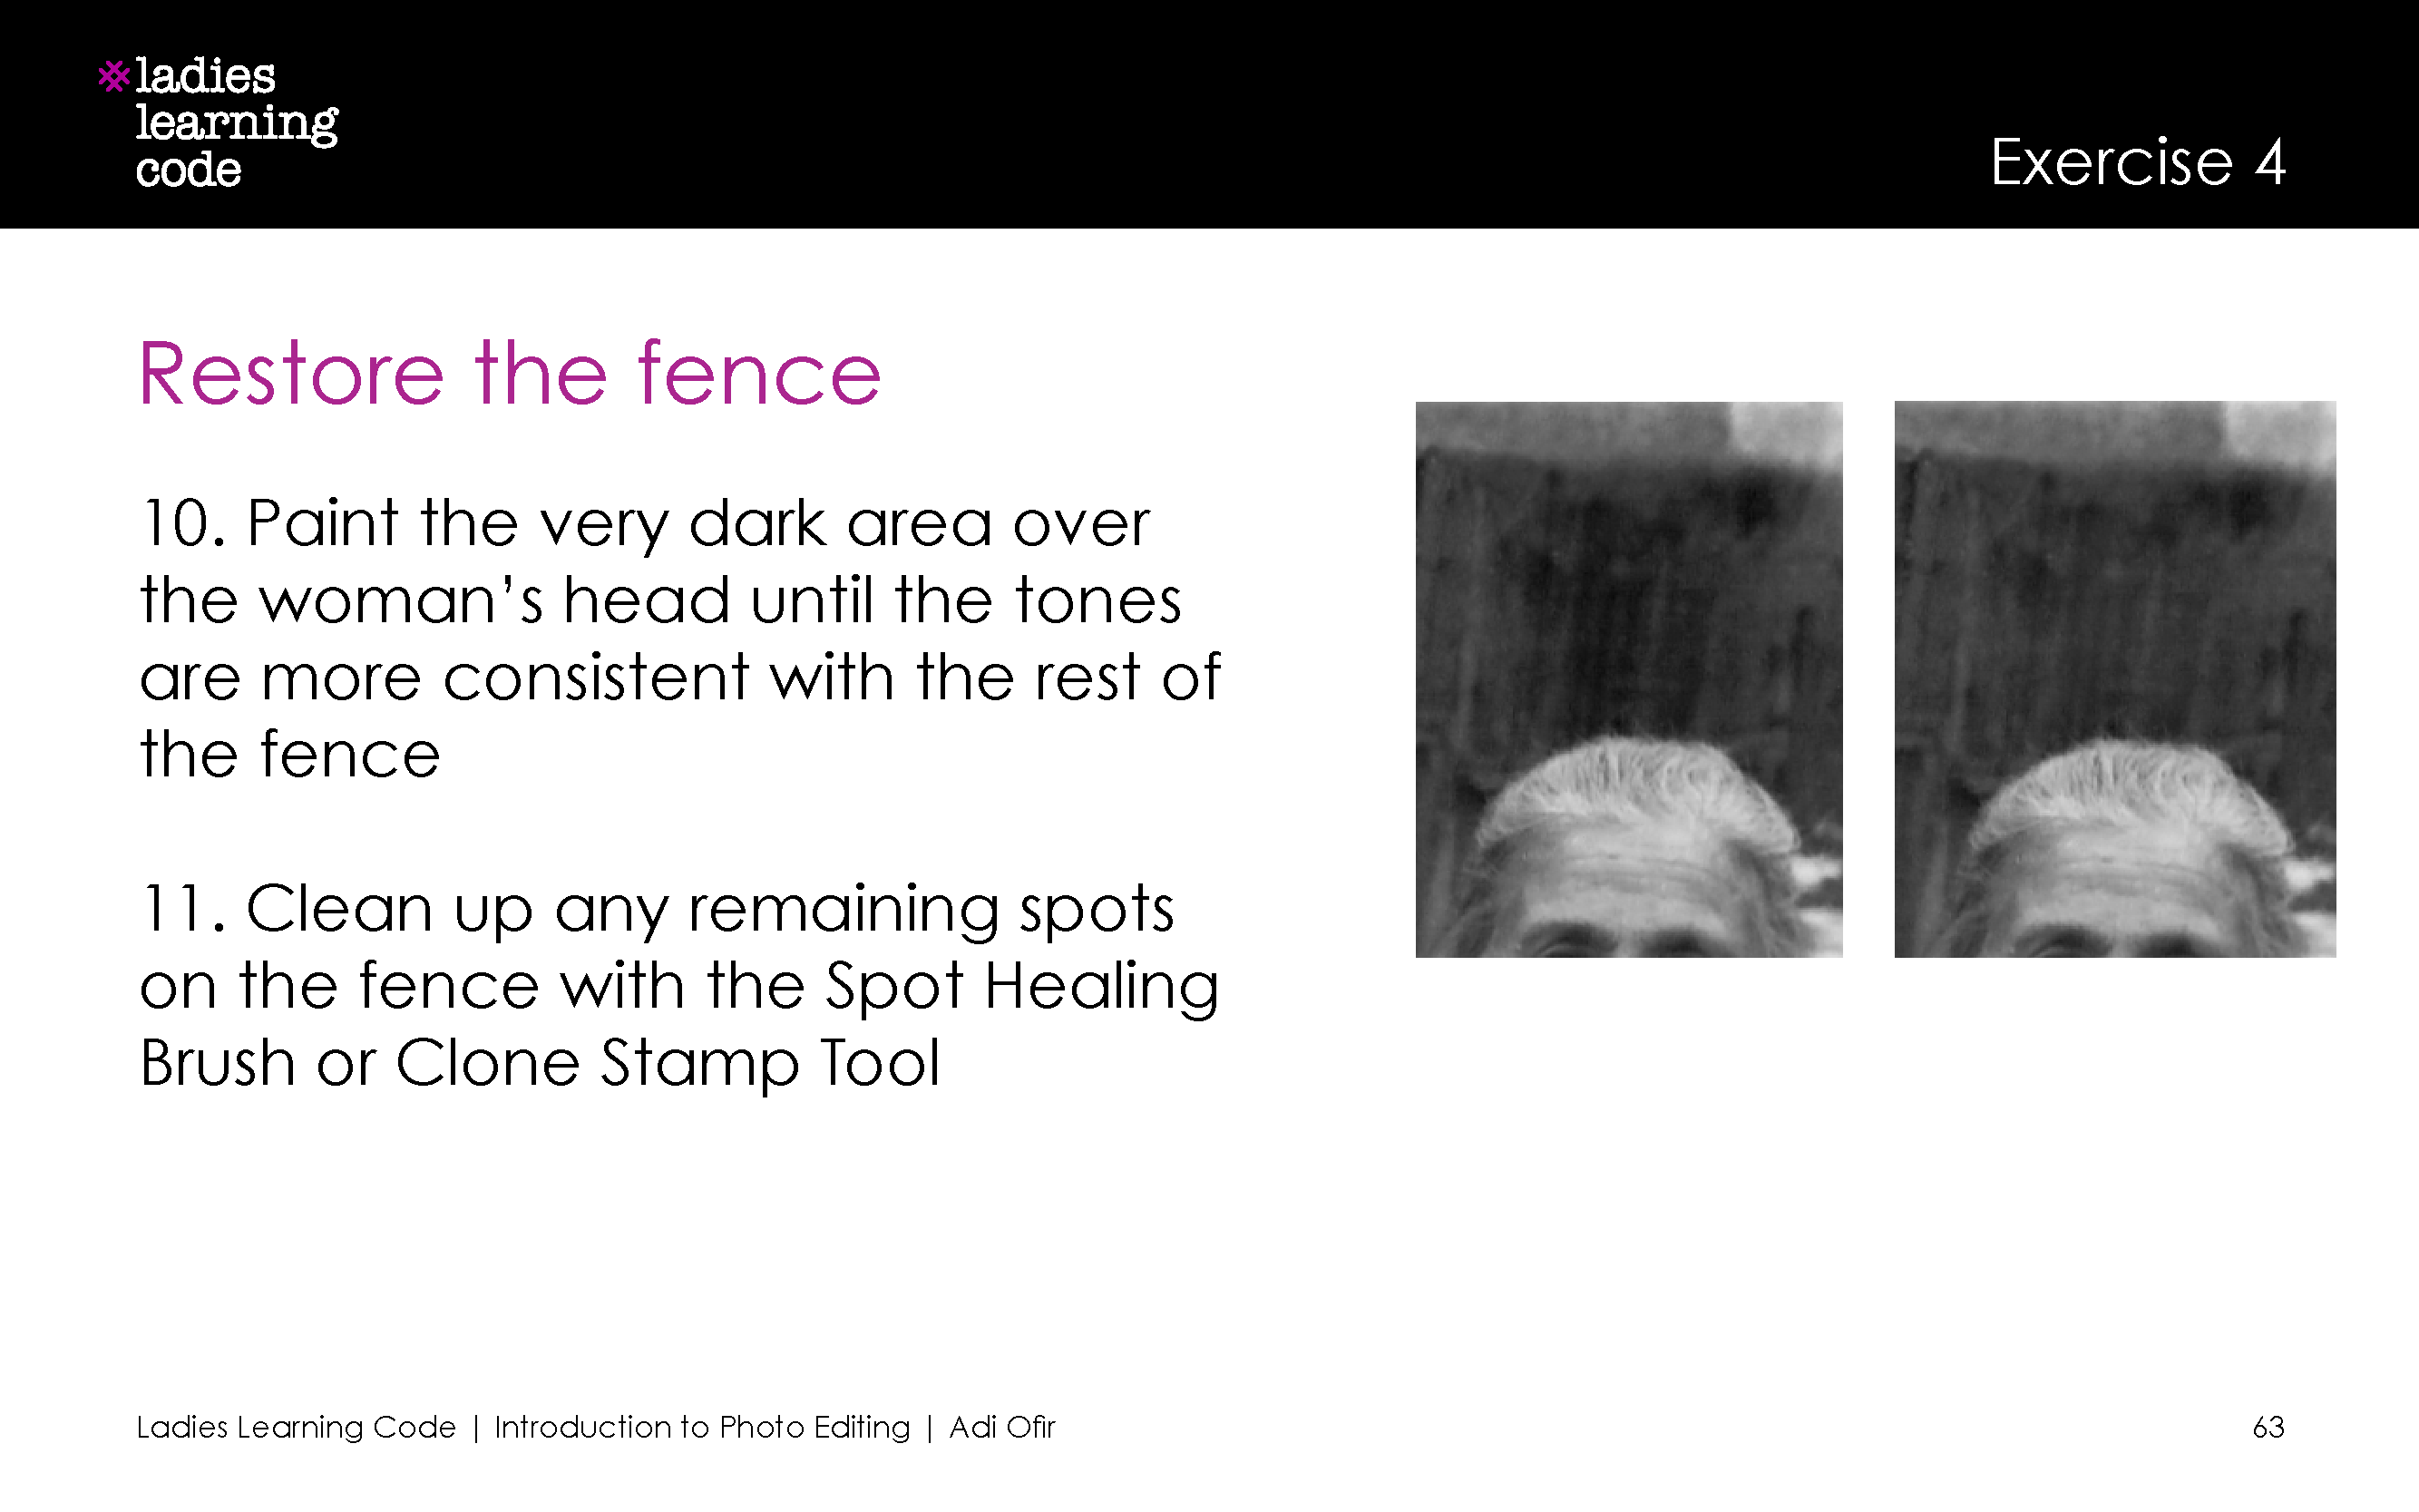 ladies
learning
code
Exercise 4
Restore the fence
10. Paint the very dark area over
the woman’s head until the tones
are more consistent with the rest of
the fence
11. Clean up any remaining spots
on the fence with the Spot Healing
Brush or Clone Stamp Tool
Ladies Learning Code | Introduction to Photo Editing | Adi Ofir
63